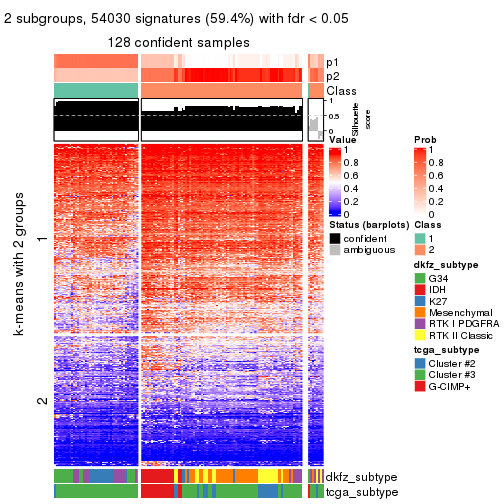 2 subgroups, 54030 signatures (59.4%) with fdr < 0.05
128 confident samples
p1
p2
Class
1
0.5
0
Silhouette
score
k-means with 2 groups
1
2
Value
1
0.8
0.6
0.4
0.2
0
Prob
1
0.8
0.6
0.4
0.2
0
Status (barplots)
confident
ambiguous
Class
1
2
dkfz_subtype
G34
IDH
K27
Mesenchymal
RTK I PDGFRA
RTK II Classic
tcga_subtype
Cluster #2
Cluster #3
G-CIMP+
dkfz_subtype
tcga_subtype